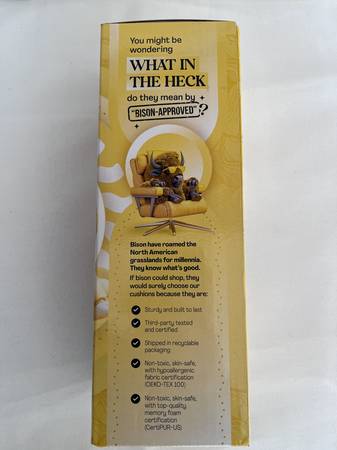 You might be
wondering
WHAT IN
THE HECK
do they mean by
"BISON-APPROVED"?
Bison have roamed the
North American
grasslands for millennia.
They know what's good.
If bison could shop, they
would surely choose our
cushions because they are:
Sturdy and built to last
Third-party tested
and certified
Shipped in recyclable
packaging
Non-toxic, skin-safe,
with hypoallergenic
fabric certification
(OEKO-TEX 100)
Non-toxic, skin-safe,
with top-quality
memory foam
certification
(CertiPUR-US)